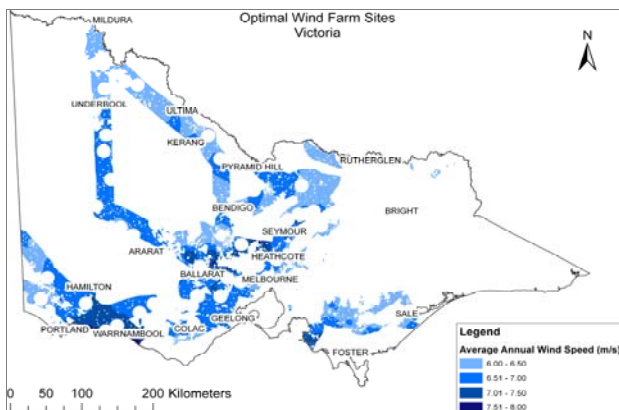 Optimal Wind Farm Sites
Victoria
MILDURA
N
UNDERBOOL
ULTIMA
KERANG
PYRAMID HILL
RUTHERGLEN
BENDIGO
BRIGHT
SEYMOUR
ARARAT
HEATHCOTE
BALLARAT
MELBOURNE
HAMILTON
SALE
PORTLAND
WARRNAMBOOL
COLAC
GEELONG
FOSTER
Legend
Average Annual Wind Speed (m/s)
6.00 - 6.50
6.51 - 7.00
7.01 - 7.50
7.51 - 8.00
0 50 100 200 Kilometers